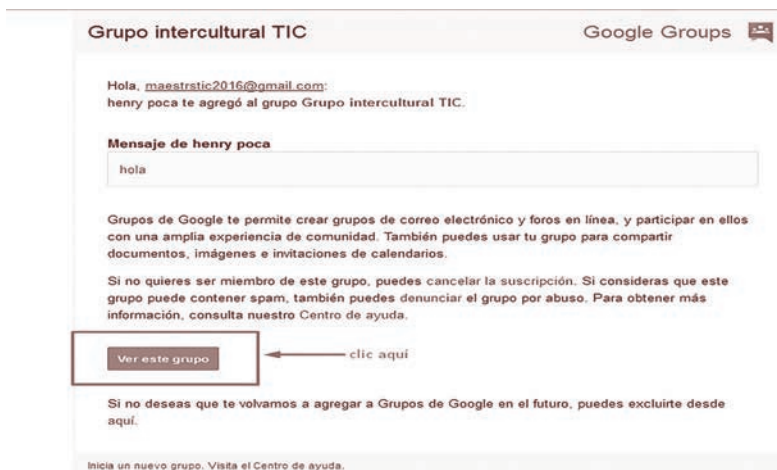 Grupo intercultural TIC
Google Groups
Hola, maestrstic2016@gmail.com:
henry poca te agregó al grupo Grupo intercultural TIC.
Mensaje de henry poca
hola
Grupos de Google te permite crear grupos de correo electrónico y foros en línea, y participar en ellos
con una amplia experiencia de comunidad. También puedes usar tu grupo para compartir
documentos, imágenes e invitaciones de calendarios.
Si no quieres ser miembro de este grupo, puedes cancelar la suscripción. Si consideras que este
grupo puede contener spam, también puedes denunciar el grupo por abuso. Para obtener más
información, consulta nuestro Centro de ayuda.
Ver este grupo
clic aquí
Si no deseas que te volvamos a agregar a Grupos de Google en el futuro, puedes excluirte desde
aquí.
Inicia un nuevo grupo. Visita el Centro de ayuda.